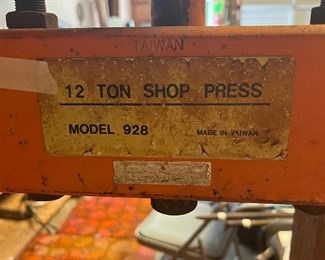 TAIWAN
12 TON SHOP PRESS
MODEL 928 MADE IN TAIWAN